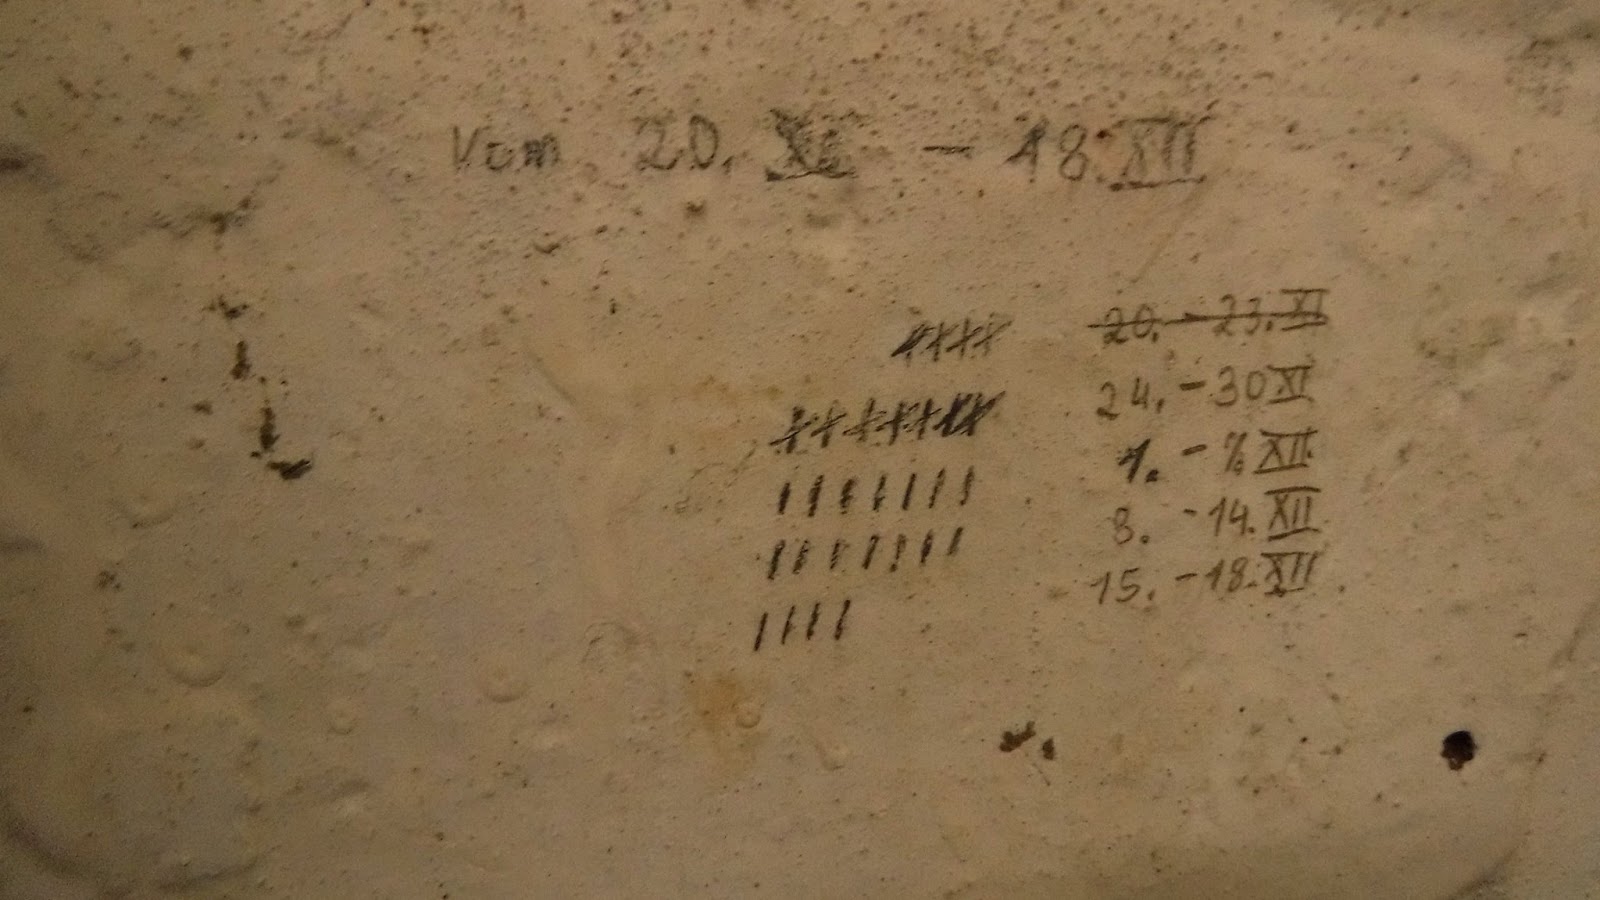 Vom 20. XI - 18. XII
20. - 23. XI
24. - 30 XI
1. - 7. XII
8. - 14. XII
15. - 18. XII